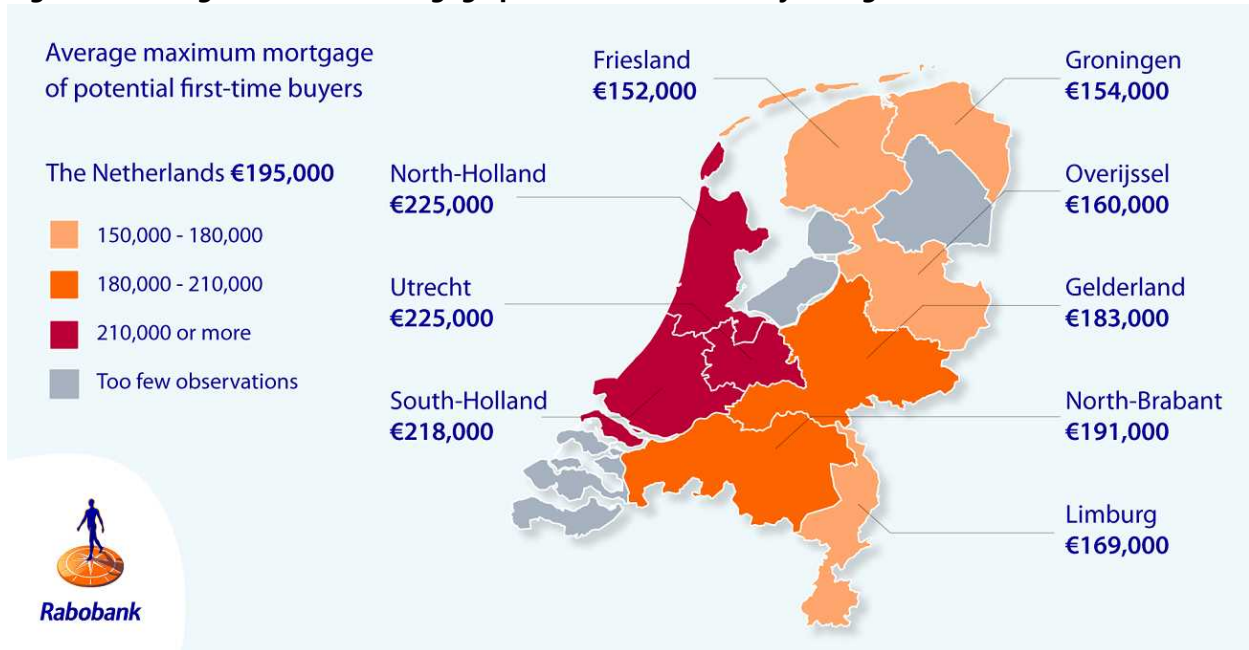 Average maximum mortgage
of potential first-time buyers
The Netherlands €195,000
150,000 - 180,000
180,000 - 210,000
210,000 or more
Too few observations
Friesland
€152,000
Groningen
€154,000
North-Holland
€225,000
Overijssel
€160,000
Utrecht
€225,000
Gelderland
€183,000
South-Holland
€218,000
North-Brabant
€191,000
Limburg
€169,000
Rabobank